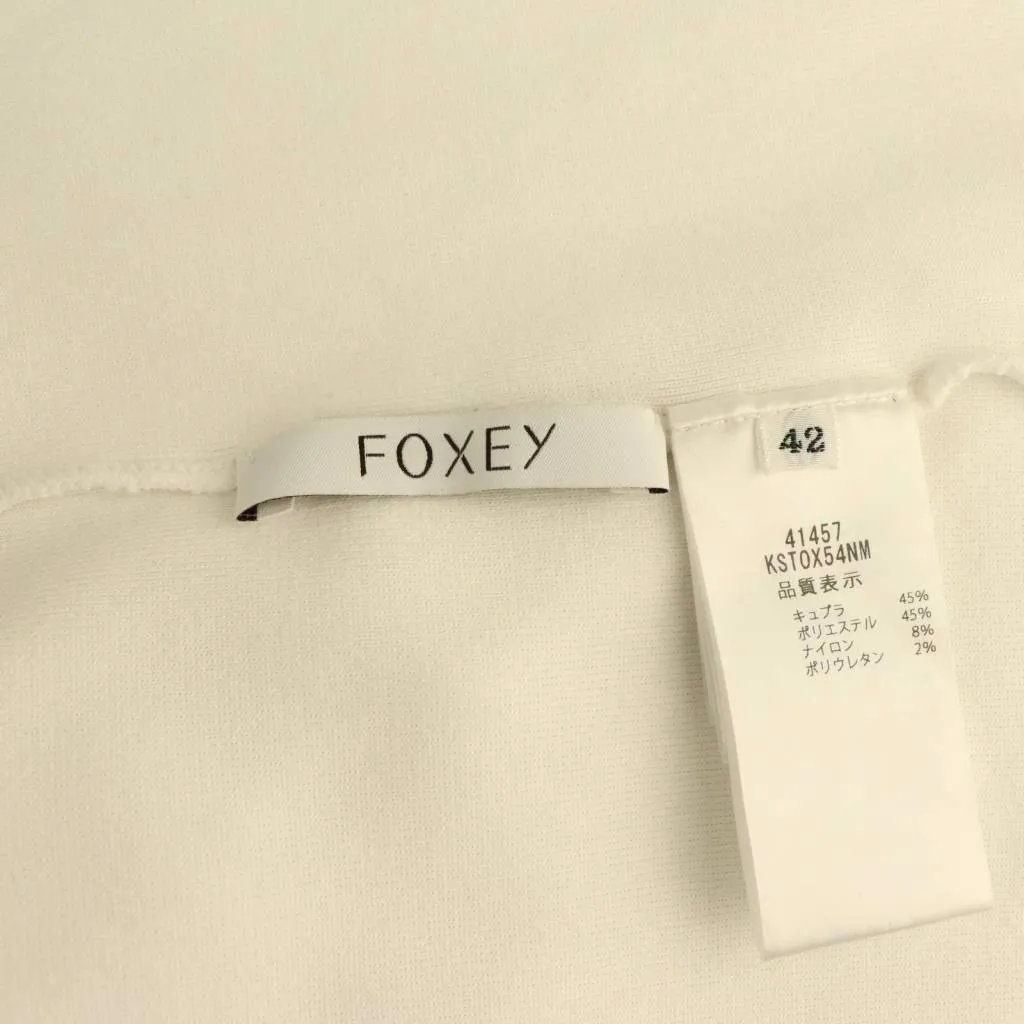 FOXEY
42
41457
KSTOX54NM
品質表示
キュプラ 45%
ポリエステル 45%
ナイロン 8%
ポリウレタン 2%